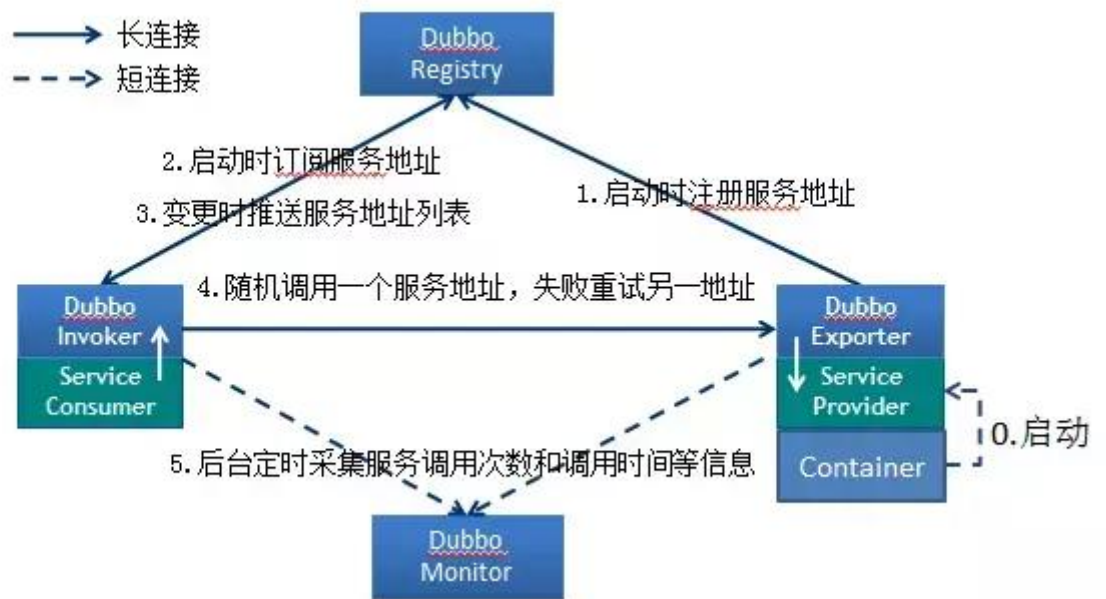 长连接
短连接
Dubbo
Registry
2.启动时订阅服务地址
3.变更时推送服务地址列表
1.启动时注册服务地址
4.随机调用一个服务地址，失败重试另一地址
Dubbo
Invoker
Service
Consumer
Dubbo
Exporter
Service
Provider
Container
0.启动
5.后台定时采集服务调用次数和调用时间等信息
Dubbo
Monitor